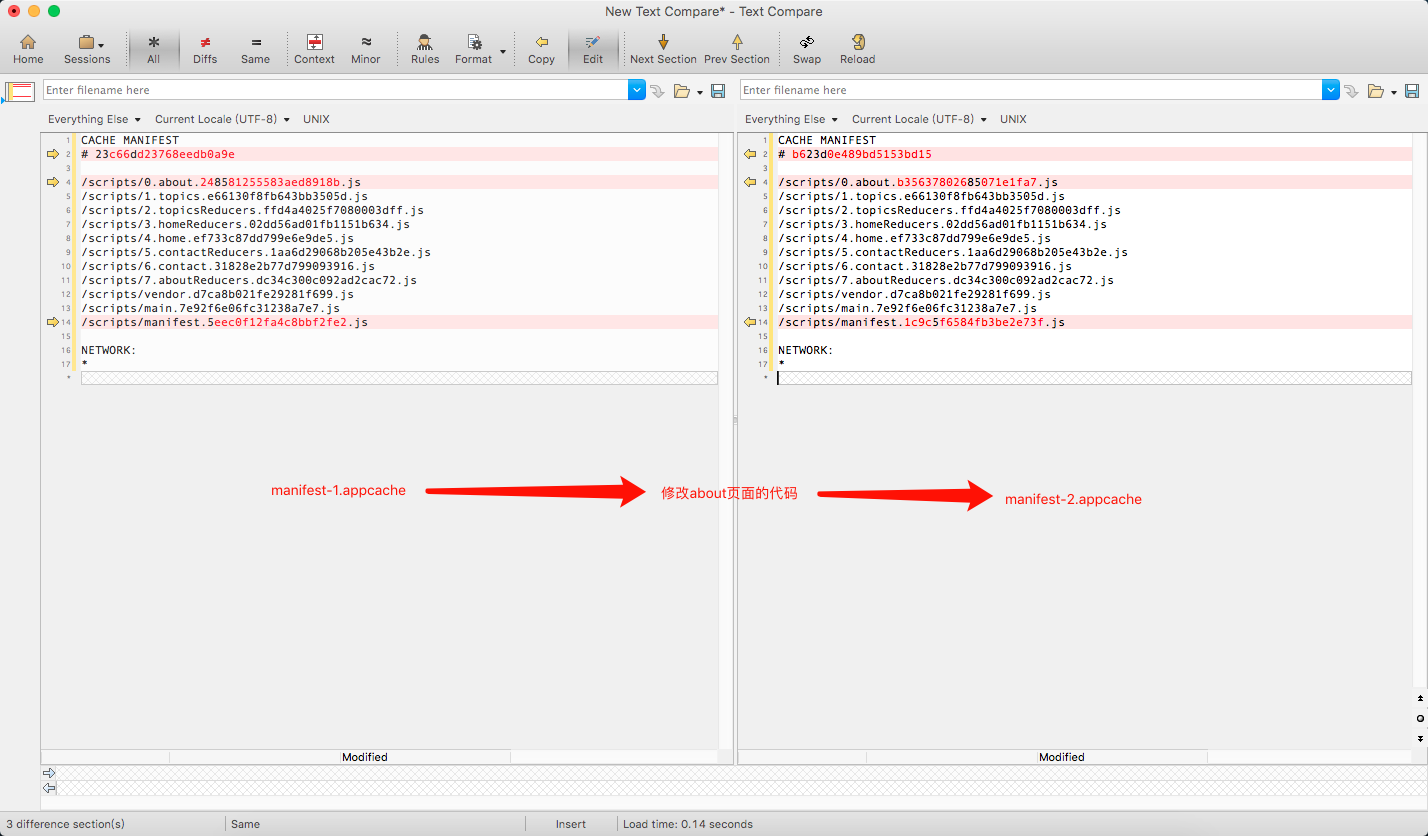 New Text Compare* - Text Compare
Home Sessions All Diffs Same Context Minor Rules Format Copy Edit Next Section Prev Section Swap Reload
Enter filename here Enter filename here
Everything Else Current Locale (UTF-8) UNIX Everything Else Current Locale (UTF-8) UNIX
1 CACHE MANIFEST
2 # 23c66dd23768eedb0a9e
3
4 /scripts/0.about.248581255583aed8918b.js
5 /scripts/1.topics.e66130f8fb643bb3505d.js
6 /scripts/2.topicsReducers.ffd4a4025f7080003dff.js
7 /scripts/3.homeReducers.02dd56ad01fb1151b634.js
8 /scripts/4.home.ef733c87dd799e6e9de5.js
9 /scripts/5.contactReducers.1aa6d29068b205e43b2e.js
10 /scripts/6.contact.31828e2b77d799093916.js
11 /scripts/7.aboutReducers.dc34c300c092ad2cac72.js
12 /scripts/vendor.d7ca8b021fe29281f699.js
13 /scripts/main.7e92f6e06fc31238a7e7.js
14 /scripts/manifest.5eec0f12fa4c8bbf2fe2.js
15
16 NETWORK:
17 *
*
1 CACHE MANIFEST
2 # b623d0e489bd5153bd15
3
4 /scripts/0.about.b35637802685071e1fa7.js
5 /scripts/1.topics.e66130f8fb643bb3505d.js
6 /scripts/2.topicsReducers.ffd4a4025f7080003dff.js
7 /scripts/3.homeReducers.02dd56ad01fb1151b634.js
8 /scripts/4.home.ef733c87dd799e6e9de5.js
9 /scripts/5.contactReducers.1aa6d29068b205e43b2e.js
10 /scripts/6.contact.31828e2b77d799093916.js
11 /scripts/7.aboutReducers.dc34c300c092ad2cac72.js
12 /scripts/vendor.d7ca8b021fe29281f699.js
13 /scripts/main.7e92f6e06fc31238a7e7.js
14 /scripts/manifest.1c9c5f6584fb3be2e73f.js
15
16 NETWORK:
17 *
*
manifest-1.appcache 修改about页面的代码 manifest-2.appcache
Modified Modified
3 difference section(s) Same Insert Load time: 0.14 seconds